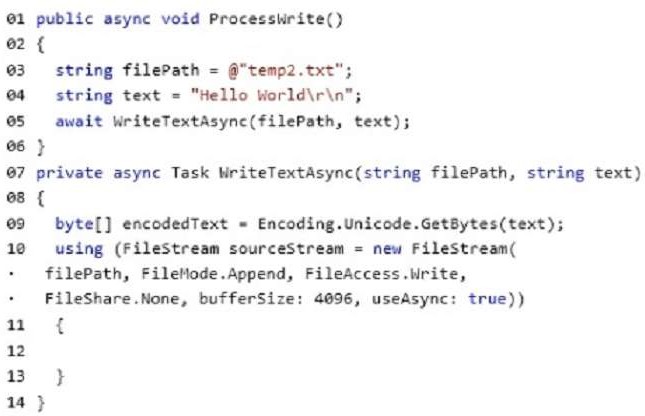 01 public async void ProcessWrite()
02 {
03 string filePath = @"temp2.txt";
04 string text = "Hello World\r\n";
05 await WriteTextAsync(filePath, text);
06 }
07 private async Task WriteTextAsync(string filePath, string text)
08 {
09 byte[] encodedText = Encoding.Unicode.GetBytes(text);
10 using (FileStream sourceStream = new FileStream(
· filePath, FileMode.Append, FileAccess.Write,
· FileShare.None, bufferSize: 4096, useAsync: true))
11 {
12
13 }
14 }